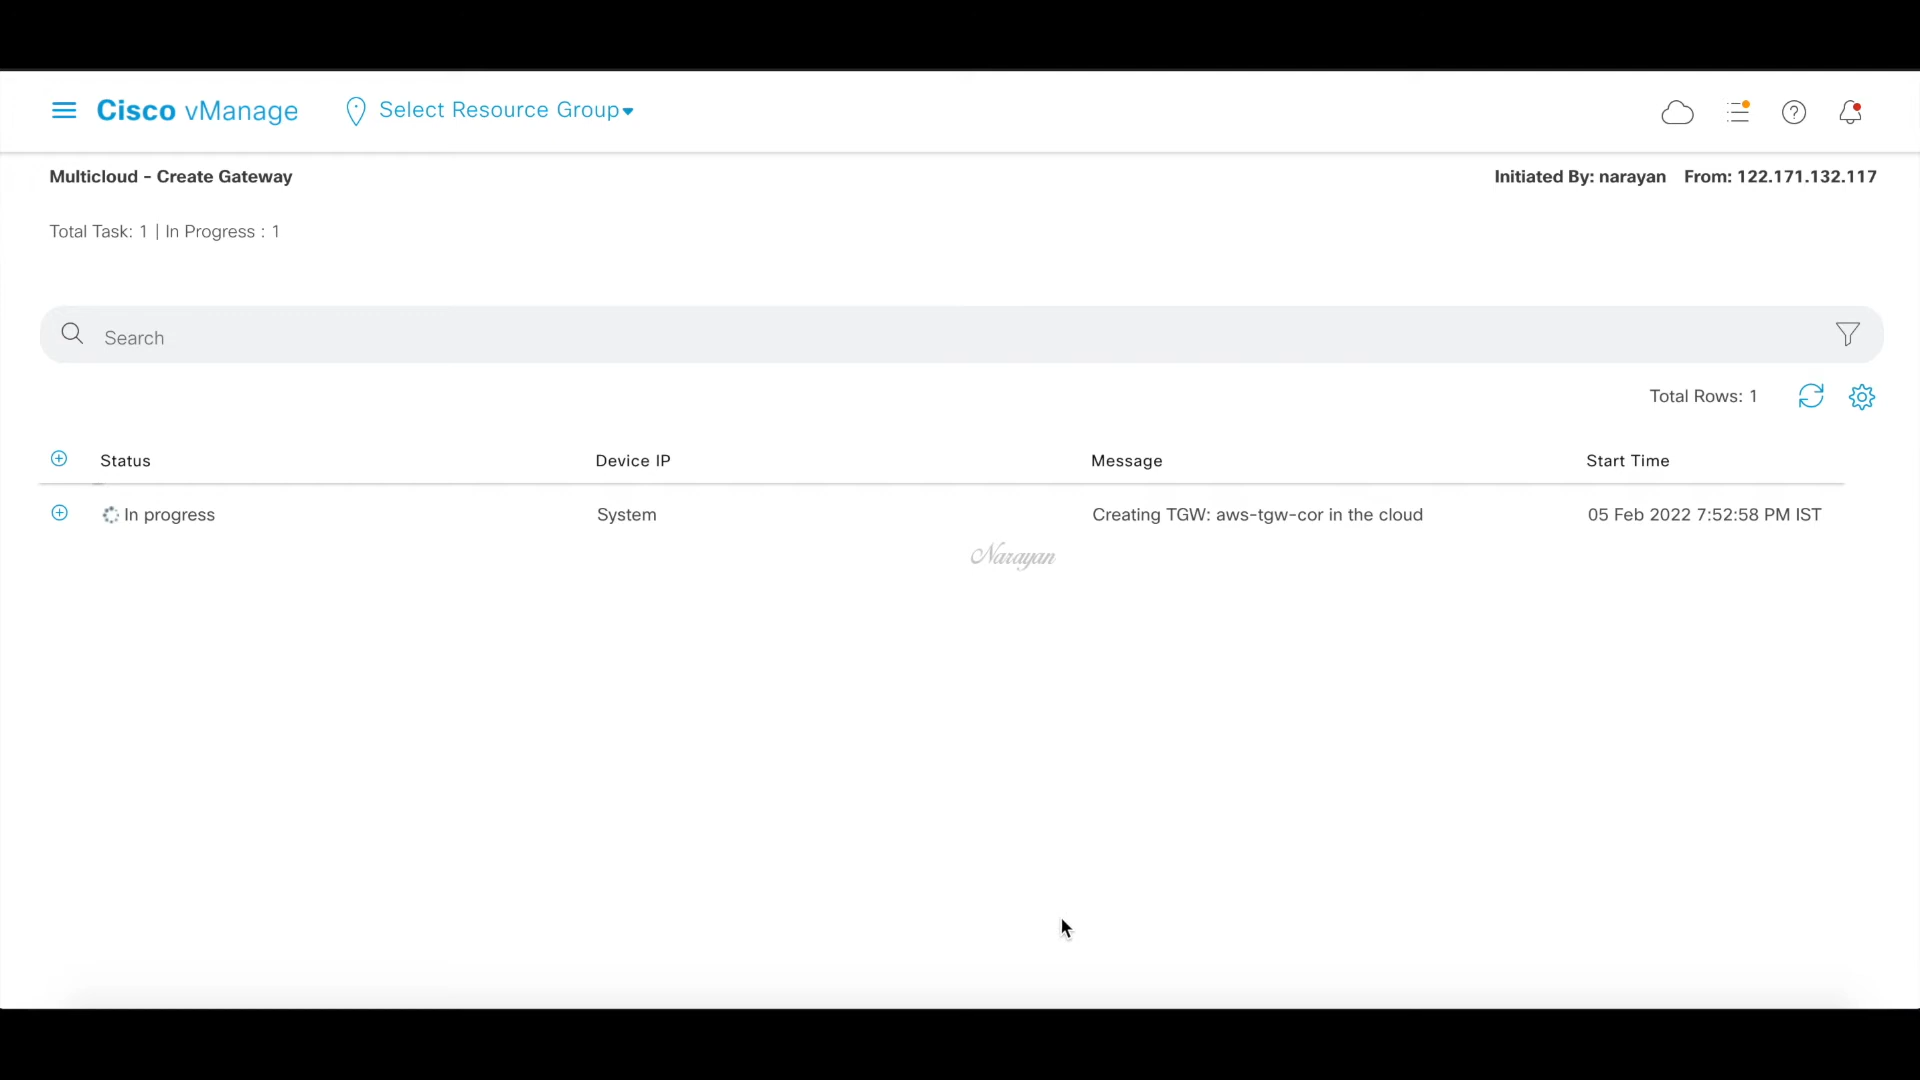 Cisco vManage Select Resource Group
Multicloud - Create Gateway Initiated By: narayan From: 122.171.132.117
Total Task: 1 | In Progress : 1
Search
Total Rows: 1
Status Device IP Message Start Time
In progress System Creating TGW: aws-tgw-cor in the cloud 05 Feb 2022 7:52:58 PM IST
Narayan